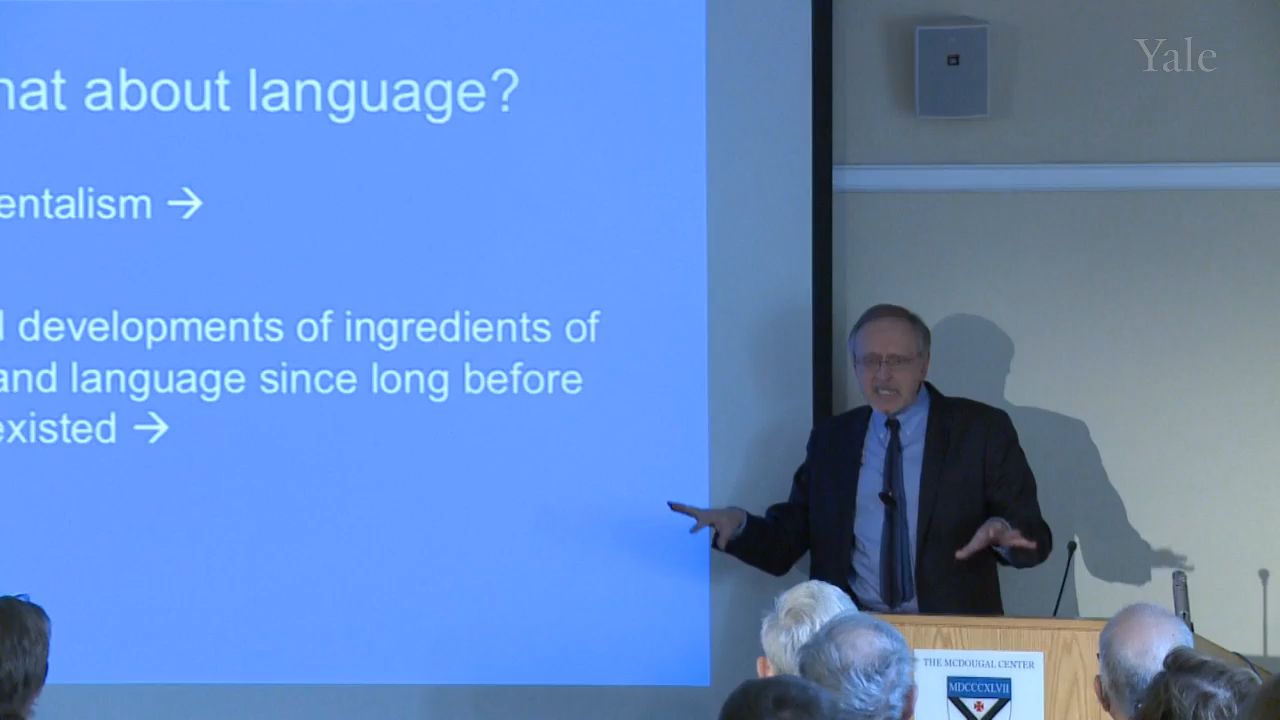 hat about language?
entalism →
developments of ingredients of
and language since long before
existed →
Yale
THE MCDOUGAL CENTER
MDCCCXLVII